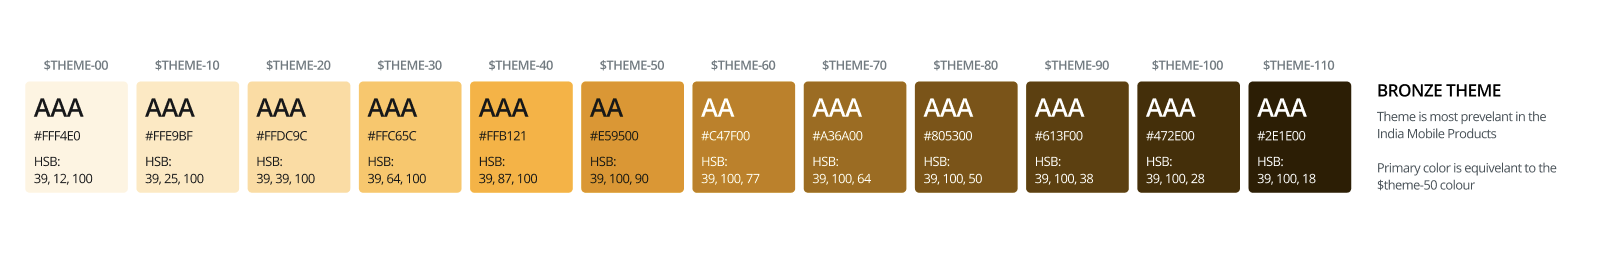 $THEME-00
AAA
#FFF4E0
HSB:
39, 12, 100
$THEME-10
AAA
#FFE9BF
HSB:
39, 25, 100
$THEME-20
AAA
#FFDC9C
HSB:
39, 39, 100
$THEME-30
AAA
#FFC65C
HSB:
39, 64, 100
$THEME-40
AAA
#FFB121
HSB:
39, 87, 100
$THEME-50
AA
#E59500
HSB:
39, 100, 90
$THEME-60
AA
#C47F00
HSB:
39, 100, 77
$THEME-70
AAA
#A36A00
HSB:
39, 100, 64
$THEME-80
AAA
#805300
HSB:
39, 100, 50
$THEME-90
AAA
#613F00
HSB:
39, 100, 38
$THEME-100
AAA
#472E00
HSB:
39, 100, 28
$THEME-110
AAA
#2E1E00
HSB:
39, 100, 18
BRONZE THEME
Theme is most prevelant in the
India Mobile Products
Primary color is equivelant to the
$theme-50 colour